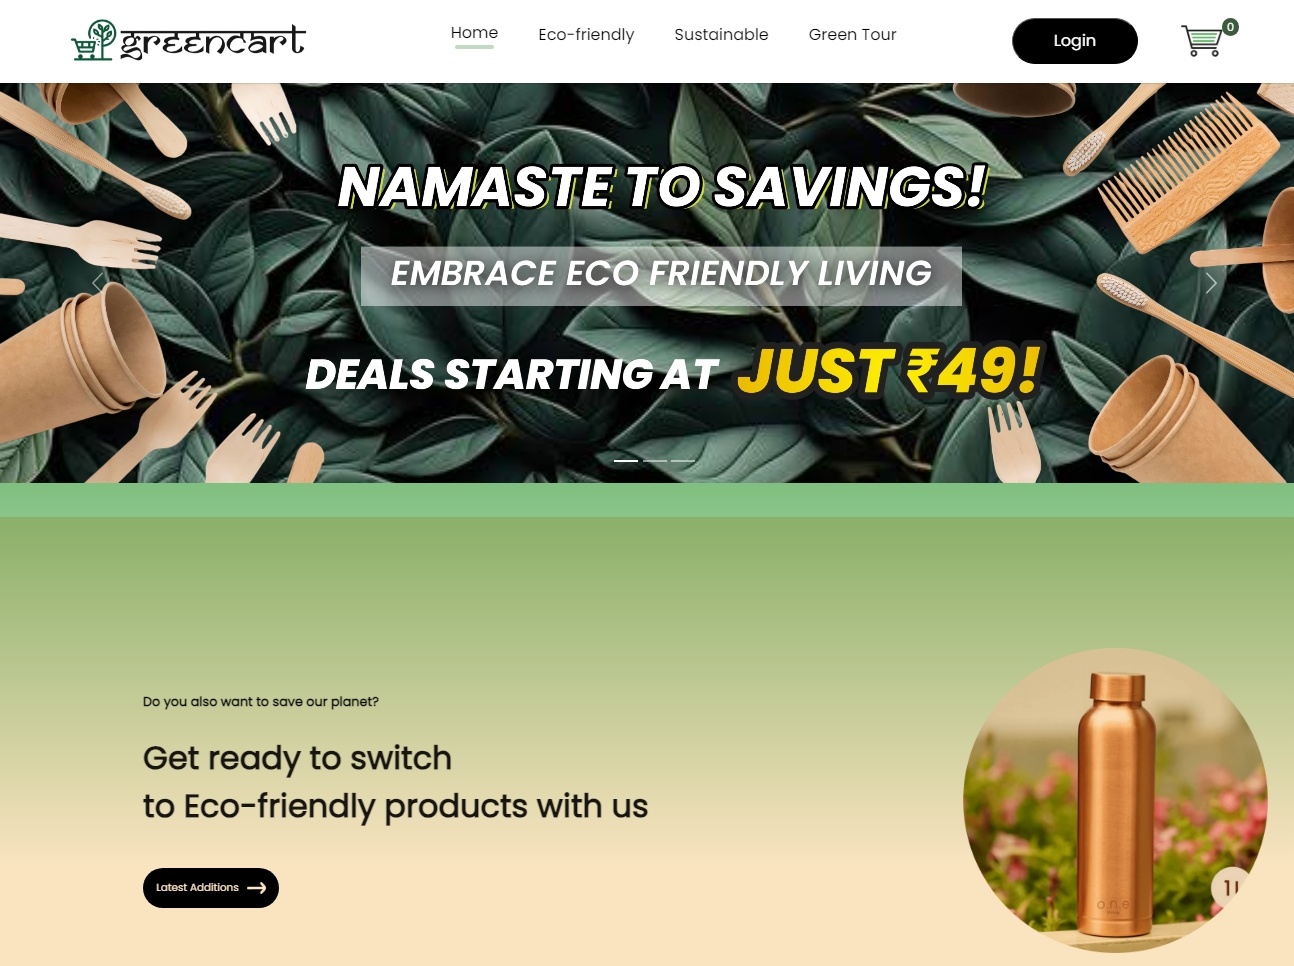 greencart
Home
Eco-friendly
Sustainable
Green Tour
Login
0
NAMASTE TO SAVINGS!
EMBRACE ECO FRIENDLY LIVING
DEALS STARTING AT JUST ₹49!
Do you also want to save our planet?
Get ready to switch
to Eco-friendly products with us
Latest Additions
o.n.e